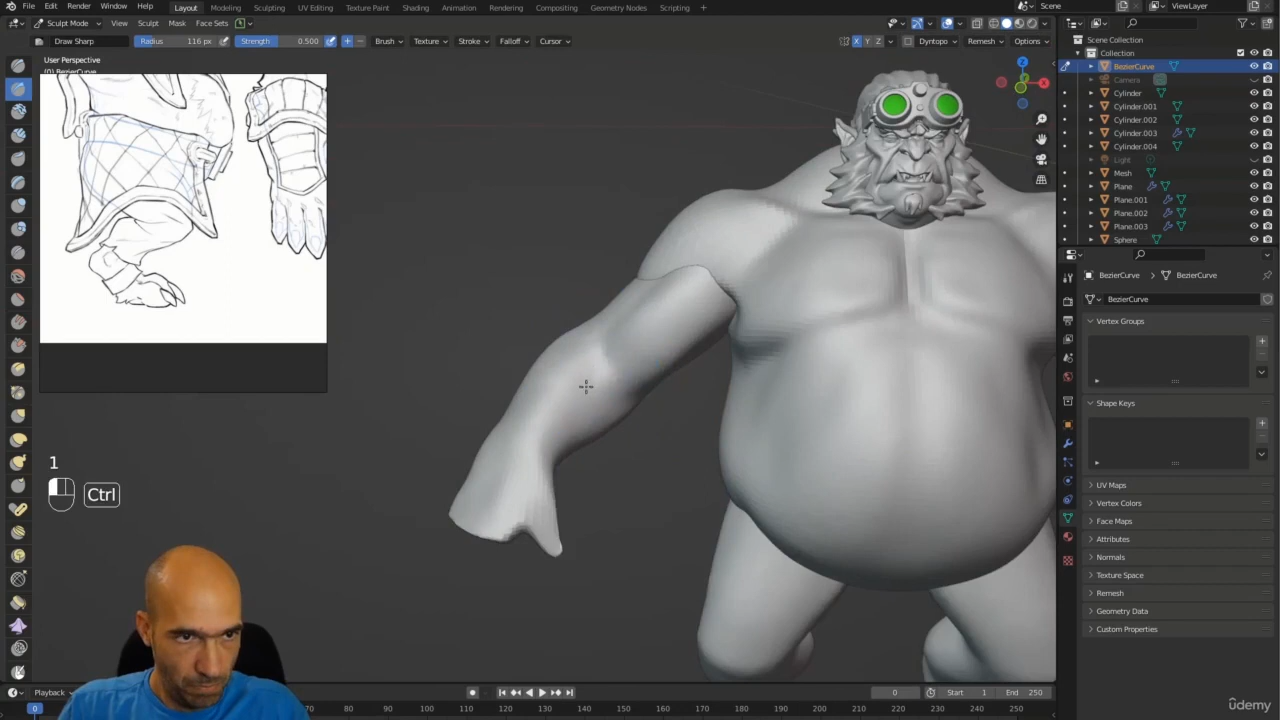 File Edit Render Window Help Layout Modeling Sculpting UV Editing Texture Paint Shading Animation Rendering Compositing Geometry Nodes Scripting + Scene ViewLayer
Sculpt Mode View Sculpt Mask Face Sets
Draw Sharp Radius 116 px Strength 0.500 + − Brush Texture Stroke Falloff Cursor X Y Z Dyntopo Remesh Options
User Perspective
(0) BezierCurve
Scene Collection
Collection
BezierCurve
Camera
Cylinder
Cylinder.001
Cylinder.002
Cylinder.003
Cylinder.004
Light
Mesh
Plane
Plane.001
Plane.002
Plane.003
Sphere
BezierCurve > BezierCurve
BezierCurve
Vertex Groups
Shape Keys
UV Maps
Vertex Colors
Face Maps
Attributes
Normals
Texture Space
Remesh
Geometry Data
Custom Properties
1
Ctrl
Playback 0 Start 1 End 250
0 70 80 90 100 110 120 130 140 150 160 170 180 190 200 210 220 230 240 250
udemy